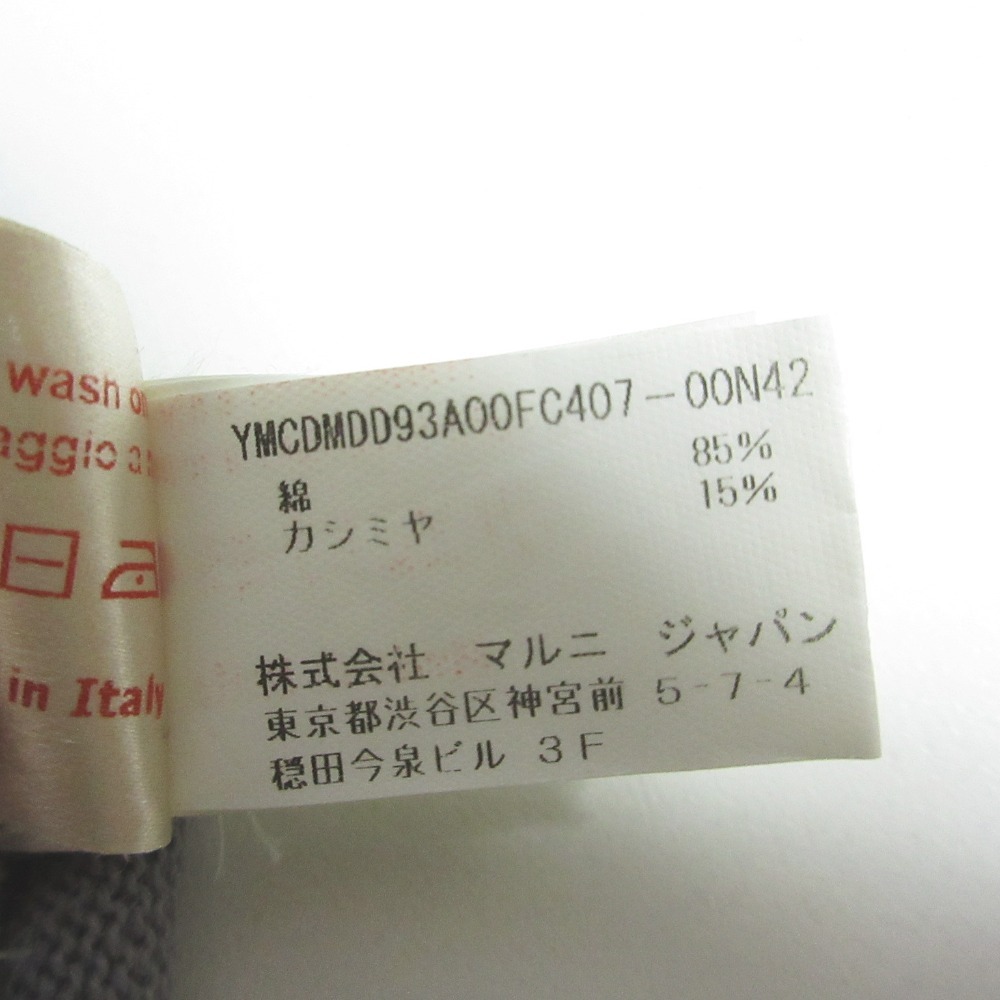 wash
aggio a
in Italy
YMCDMDD93A00FC407-00N42
綿 85%
カシミヤ 15%
株式会社 マルニ ジャパン
東京都渋谷区神宮前 5-7-4
穏田今泉ビル 3F